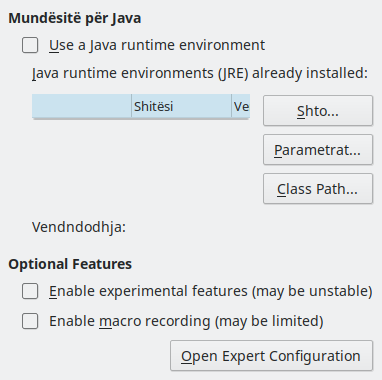 Mundësitë për Java
Use a Java runtime environment
Java runtime environments (JRE) already installed:
Shitësi Ve
Shto...
Parametrat...
Class Path...
Vendndodhja:
Optional Features
Enable experimental features (may be unstable)
Enable macro recording (may be limited)
Open Expert Configuration